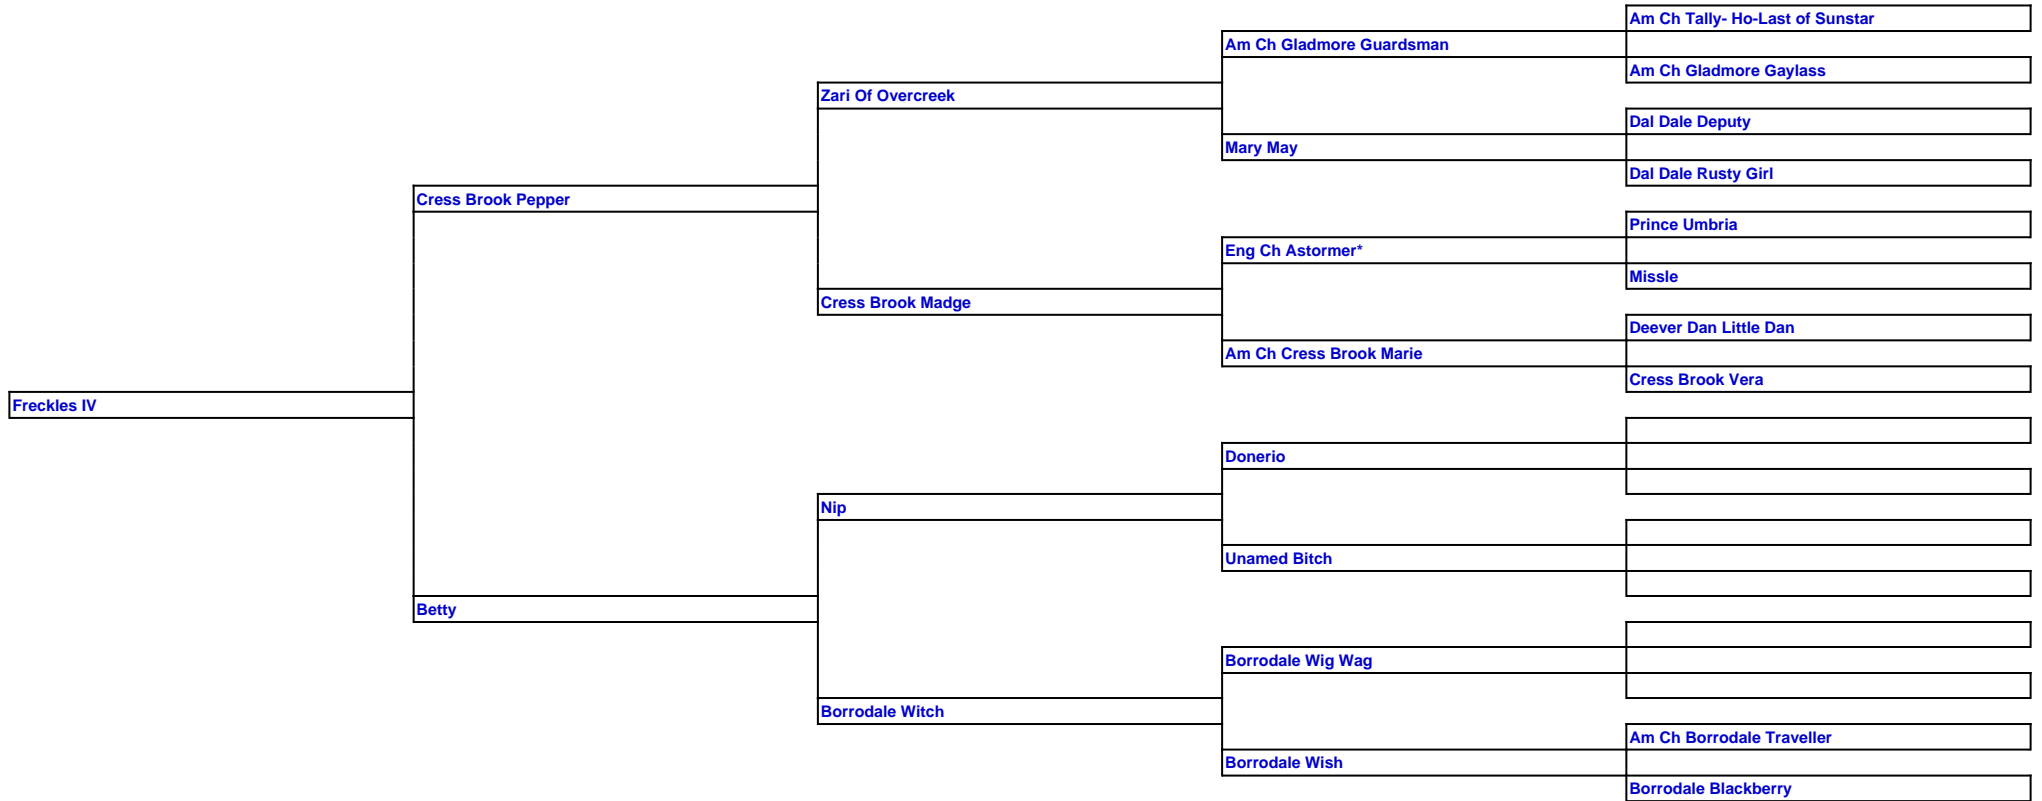 Am Ch Tally- Ho-Last of Sunstar
Am Ch Gladmore Guardsman
Am Ch Gladmore Gaylass
Zari Of Overcreek
Dal Dale Deputy
Mary May
Dal Dale Rusty Girl
Cress Brook Pepper
Prince Umbria
Eng Ch Astormer*
Missle
Cress Brook Madge
Deever Dan Little Dan
Am Ch Cress Brook Marie
Cress Brook Vera
Freckles IV
Donerio
Nip
Unamed Bitch
Betty
Borrodale Wig Wag
Borrodale Witch
Am Ch Borrodale Traveller
Borrodale Wish
Borrodale Blackberry